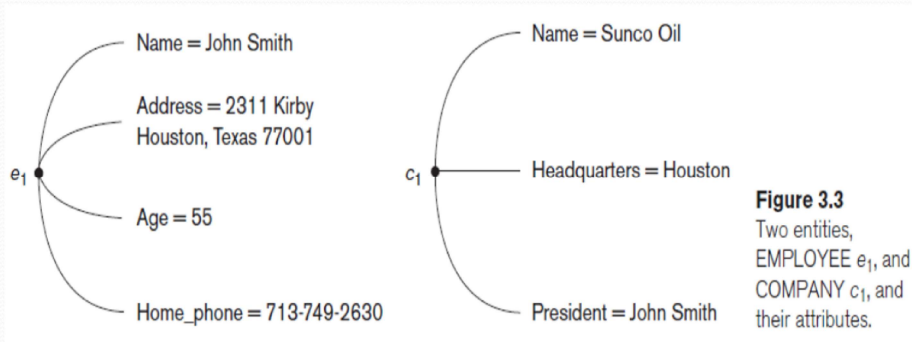 Name = John Smith
Address = 2311 Kirby
Houston, Texas 77001
e₁
Age = 55
Home_phone = 713-749-2630
Name = Sunco Oil
c₁
Headquarters = Houston
President = John Smith
Figure 3.3
Two entities,
EMPLOYEE e₁, and
COMPANY c₁, and
their attributes.